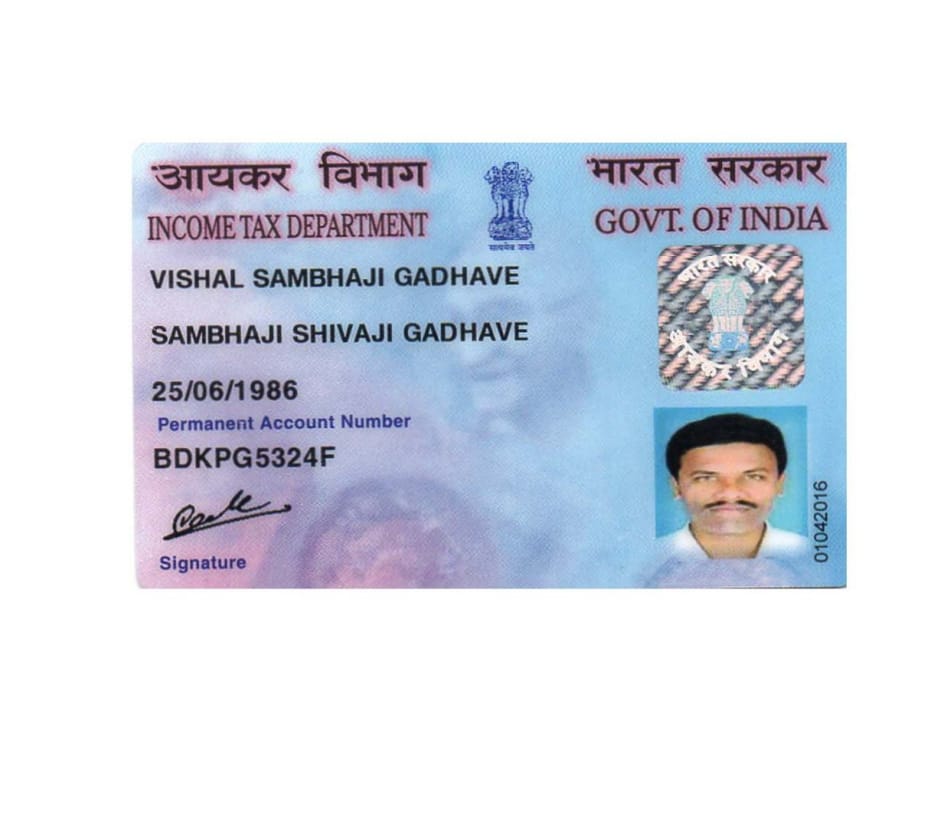 आयकर विभाग
INCOME TAX DEPARTMENT
सत्यमेव जयते
भारत सरकार
GOVT. OF INDIA
VISHAL SAMBHAJI GADHAVE
SAMBHAJI SHIVAJI GADHAVE
25/06/1986
Permanent Account Number
BDKPG5324F
Signature
भारत सरकार
आयकर विभाग
01042016